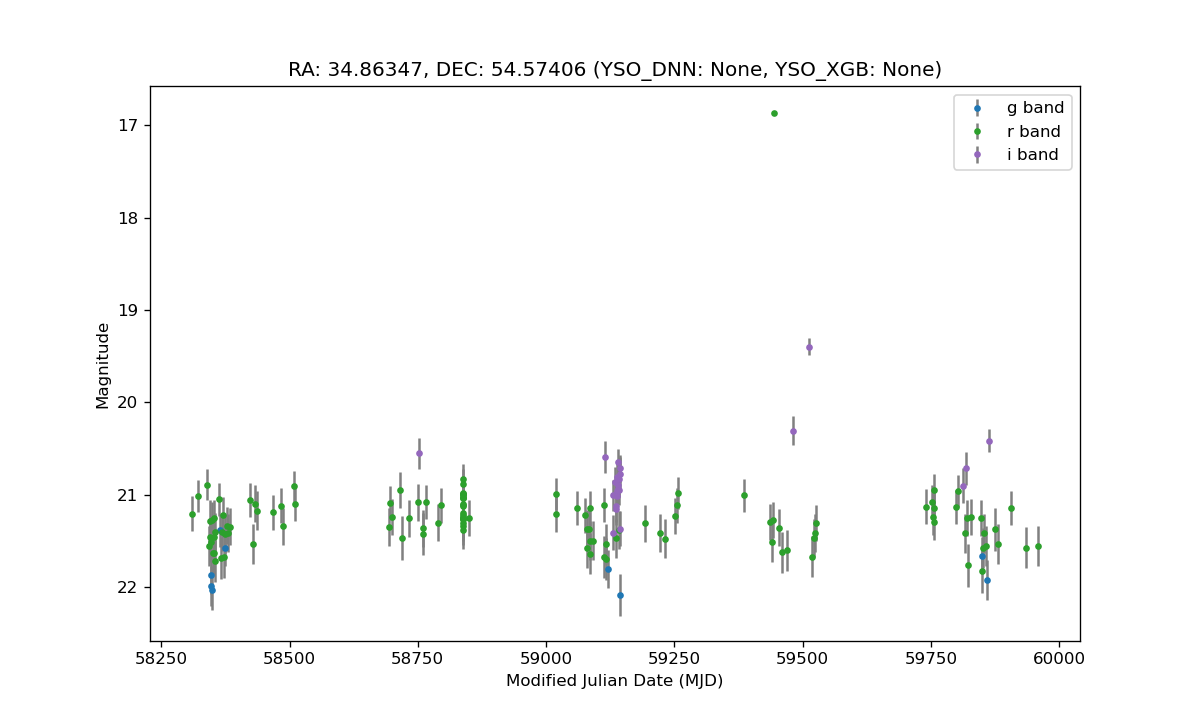 RA: 34.86347, DEC: 54.57406 (YSO_DNN: None, YSO_XGB: None)
g band
r band
i band
17
18
19
20
21
22
Magnitude
58250 58500 58750 59000 59250 59500 59750 60000
Modified Julian Date (MJD)